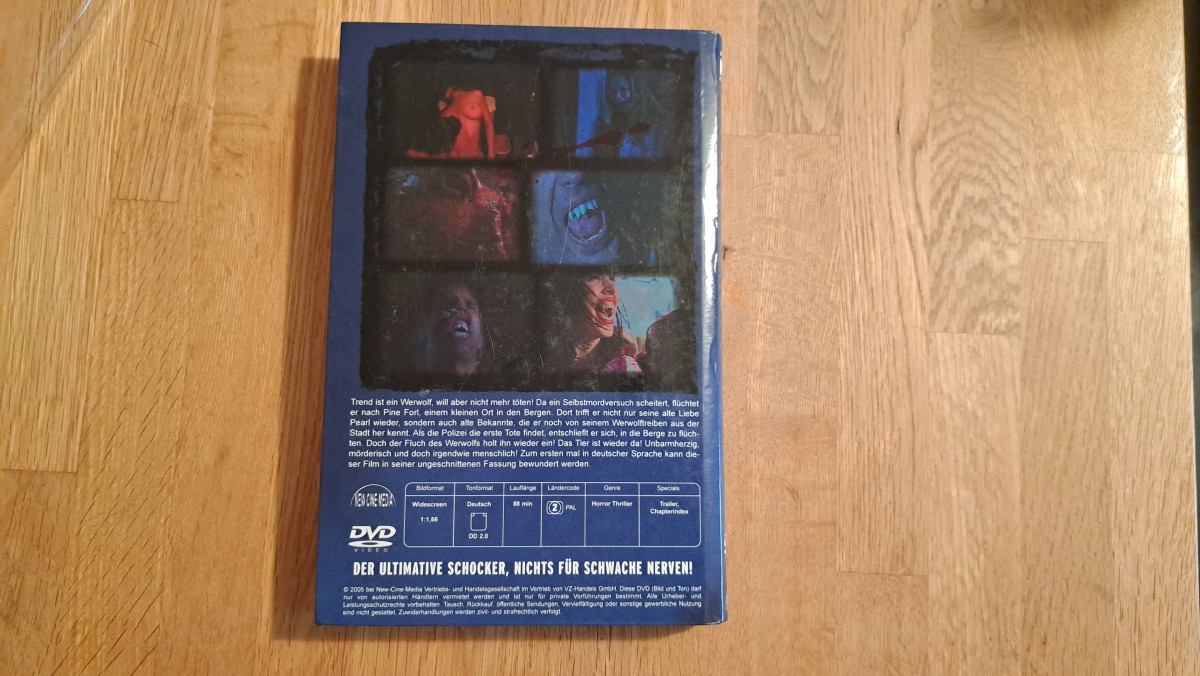 Trend ist ein Werwolf, will aber nicht mehr töten! Da ein Selbstmordversuch scheitert, flüchtet
er nach Pine Forl, einem kleinen Ort in den Bergen. Dort trifft er nicht nur seine alte Liebe
Pearl wieder, sondern auch alte Bekannte, die er noch von seinem Werwolftreiben aus der
Stadt her kennt. Als die Polizei die erste Tote findet, entschließt er sich, in die Berge zu flüch-
ten. Doch der Fluch des Werwolfs holt ihn wieder ein! Das Tier ist wieder da! Unbarmherzig,
mörderisch und doch irgendwie menschlich! Zum ersten mal in deutscher Sprache kann die-
ser Film in seiner ungeschnittenen Fassung bewundert werden.
NEW CINE MEDIA
DVD
VIDEO
Bildformat Tonformat Lauflänge Ländercode Genre Specials
Widescreen Deutsch 88 min 2 PAL Horror Thriller Trailer,
Chapterindex
1:1,66
DD 2.0
DER ULTIMATIVE SCHOCKER, NICHTS FÜR SCHWACHE NERVEN!
© 2005 bei New-Cine-Media Vertriebs- und Handelsgesellschaft im Vertrieb von VZ-Handels GmbH. Diese DVD (Bild und Ton) darf
nur von autorisierten Händlern vermietet werden und ist nur für private Vorführungen bestimmt. Alle Urheber- und
Leistungsschutzrechte vorbehalten. Tausch, Rückkauf, öffentliche Sendungen, Vervielfältigung oder sonstige gewerbliche Nutzung
sind nicht gestattet. Zuwiderhandlungen werden zivil- und strafrechtlich verfolgt.